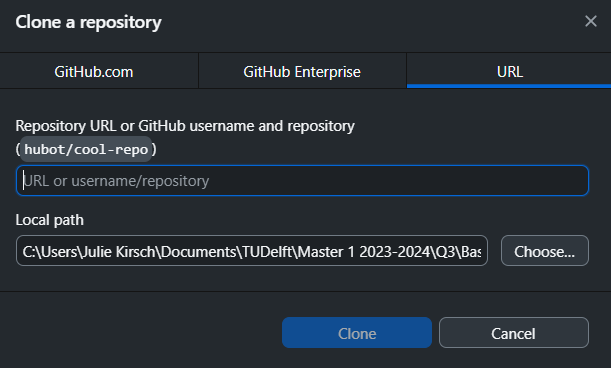 Clone a repository
GitHub.com
GitHub Enterprise
URL
Repository URL or GitHub username and repository
(hubot/cool-repo)
URL or username/repository
Local path
C:\Users\Julie Kirsch\Documents\TUDelft\Master 1 2023-2024\Q3\Bas
Choose...
Clone
Cancel